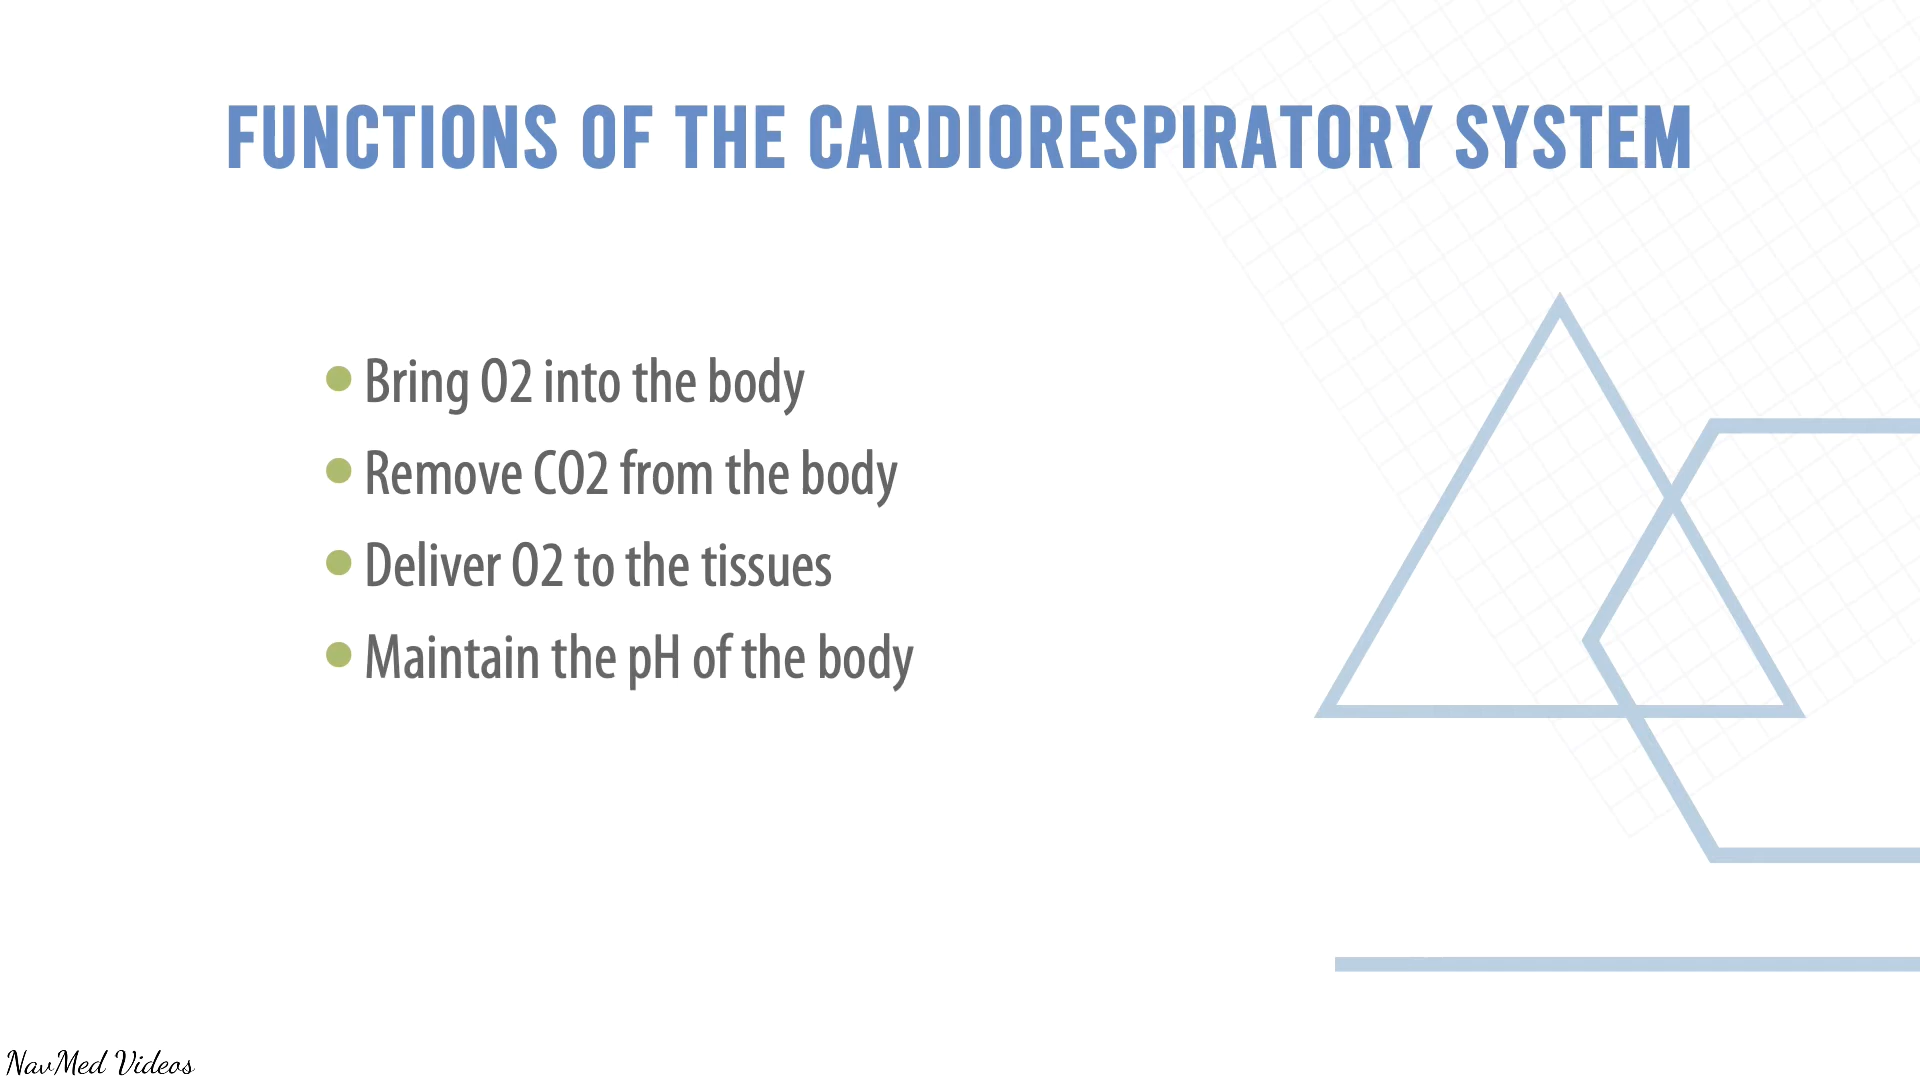 FUNCTIONS OF THE CARDIORESPIRATORY SYSTEM
Bring O2 into the body
Remove CO2 from the body
Deliver O2 to the tissues
Maintain the pH of the body
NavMed Videos